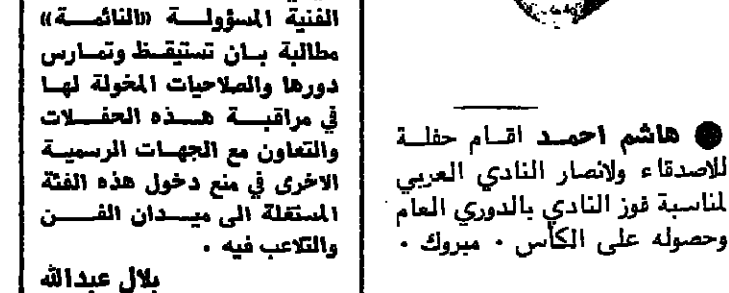 ● هاشم احمد اقام حفلة
للاصدقاء ولانصار النادي العربي
لمناسبة فوز النادي بالدوري العام
وحصوله على الكأس . مبروك .
الفنية المسؤولة «النائمة»
مطالبة بان تستيقظ وتمارس
دورها والصلاحيات المخولة لها
في مراقبة هذه الحفلات
والتعاون مع الجهات الرسمية
الاخرى في منع دخول هذه الفئة
المستغلة الى ميدان الفن
والتلاعب فيه .
بلال عبدالله